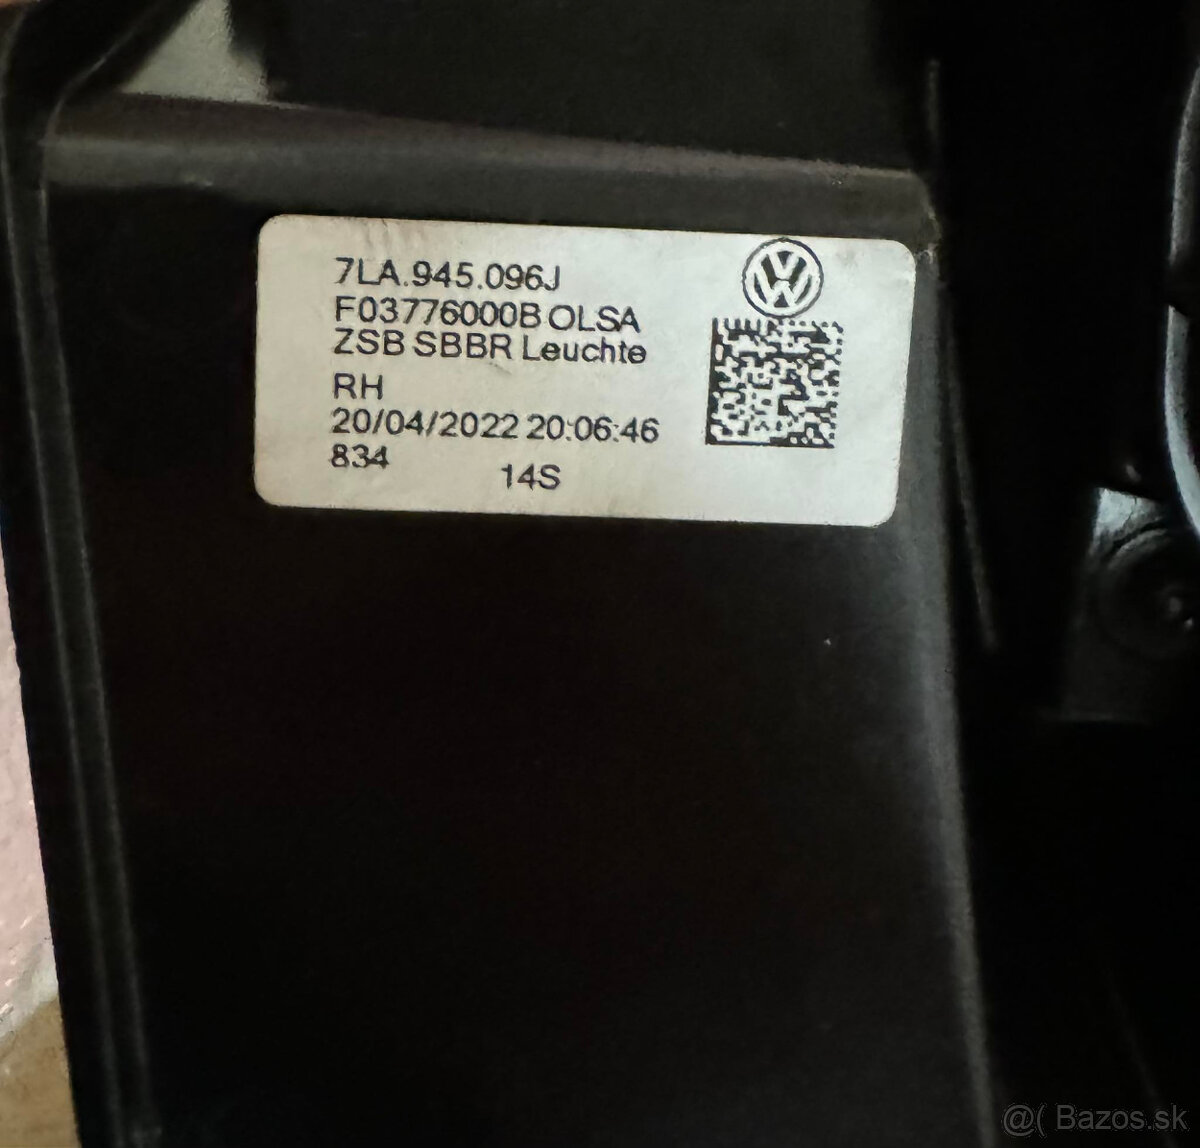 7LA.945.096J
F03776000B OLSA
ZSB SBBR Leuchte
RH
20/04/2022 20:06:46
834 14S
@( Bazos.sk